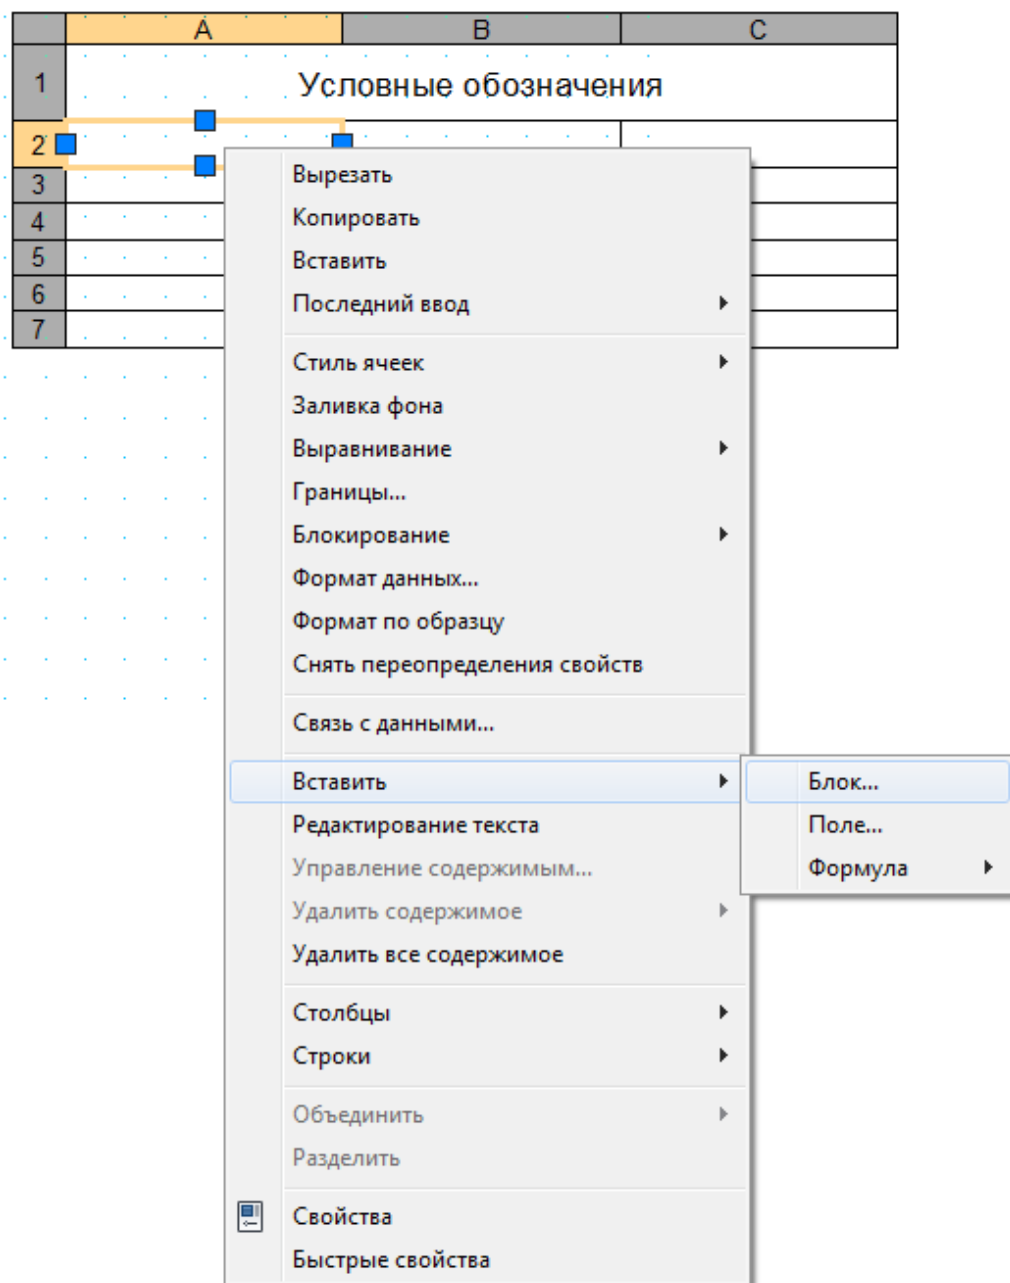 A B C
1 Условные обозначения
2
3
4
5
6
7
Вырезать
Копировать
Вставить
Последний ввод
Стиль ячеек
Заливка фона
Выравнивание
Границы...
Блокирование
Формат данных...
Формат по образцу
Снять переопределения свойств
Связь с данными...
Вставить
Блок...
Редактирование текста
Поле...
Управление содержимым...
Формула
Удалить содержимое
Удалить все содержимое
Столбцы
Строки
Объединить
Разделить
Свойства
Быстрые свойства